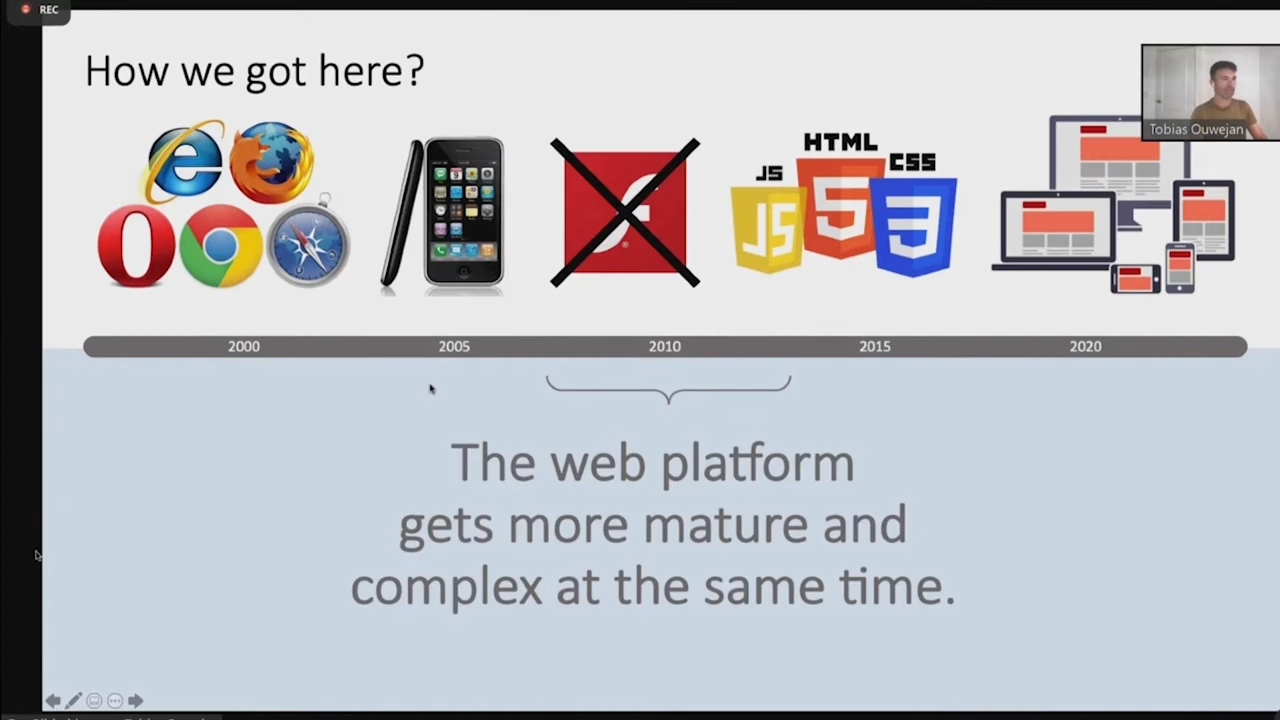 REC
How we got here?
Tobias Ouwejan
HTML
JS
CSS
JS
5
3
2000
2005
2010
2015
2020
The web platform
gets more mature and
complex at the same time.